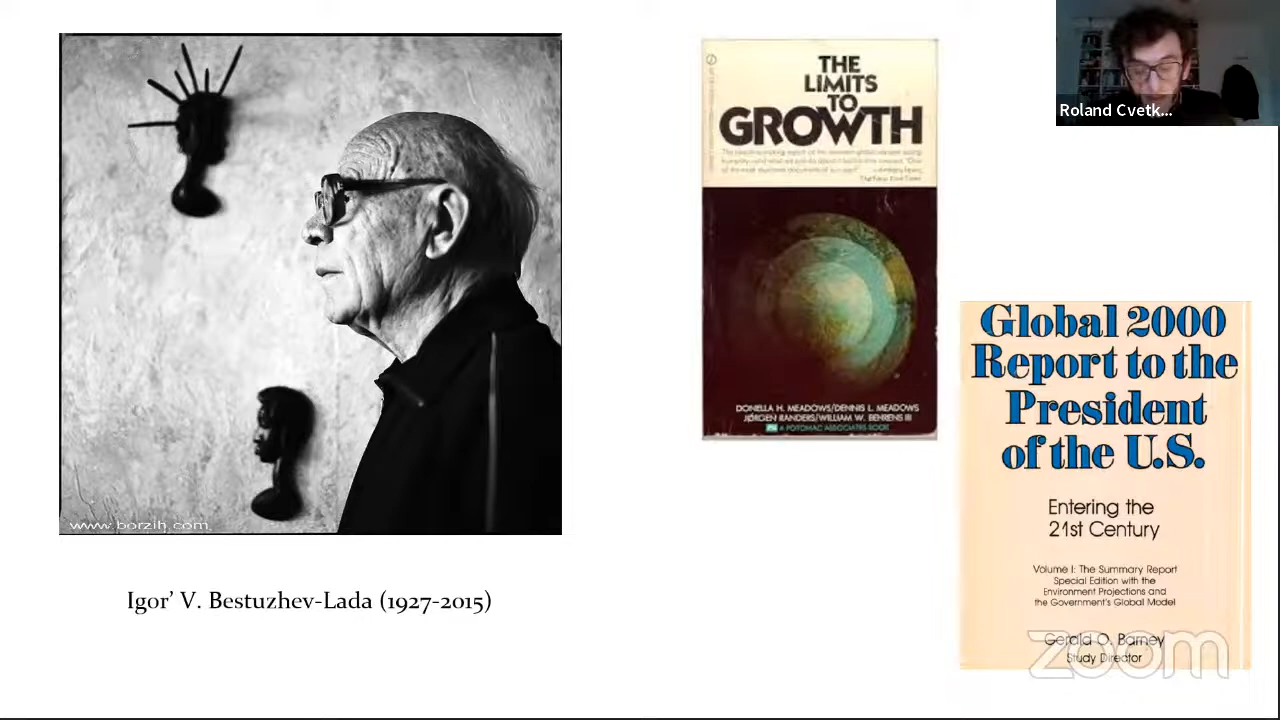 www.borzih.com
Igor' V. Bestuzhev-Lada (1927-2015)
THE
LIMITS
TO
GROWTH
DONELLA H. MEADOWS/DENNIS L. MEADOWS
JØRGEN RANDERS/WILLIAM W. BEHRENS III
A POTOMAC ASSOCIATES BOOK
Roland Cvetk...
Global 2000
Report to the
President
of the U.S.
Entering the
21st Century
Volume I: The Summary Report
Special Edition with the
Environment Projections and
the Government's Global Model
Gerald O. Barney
Study Director
zoom